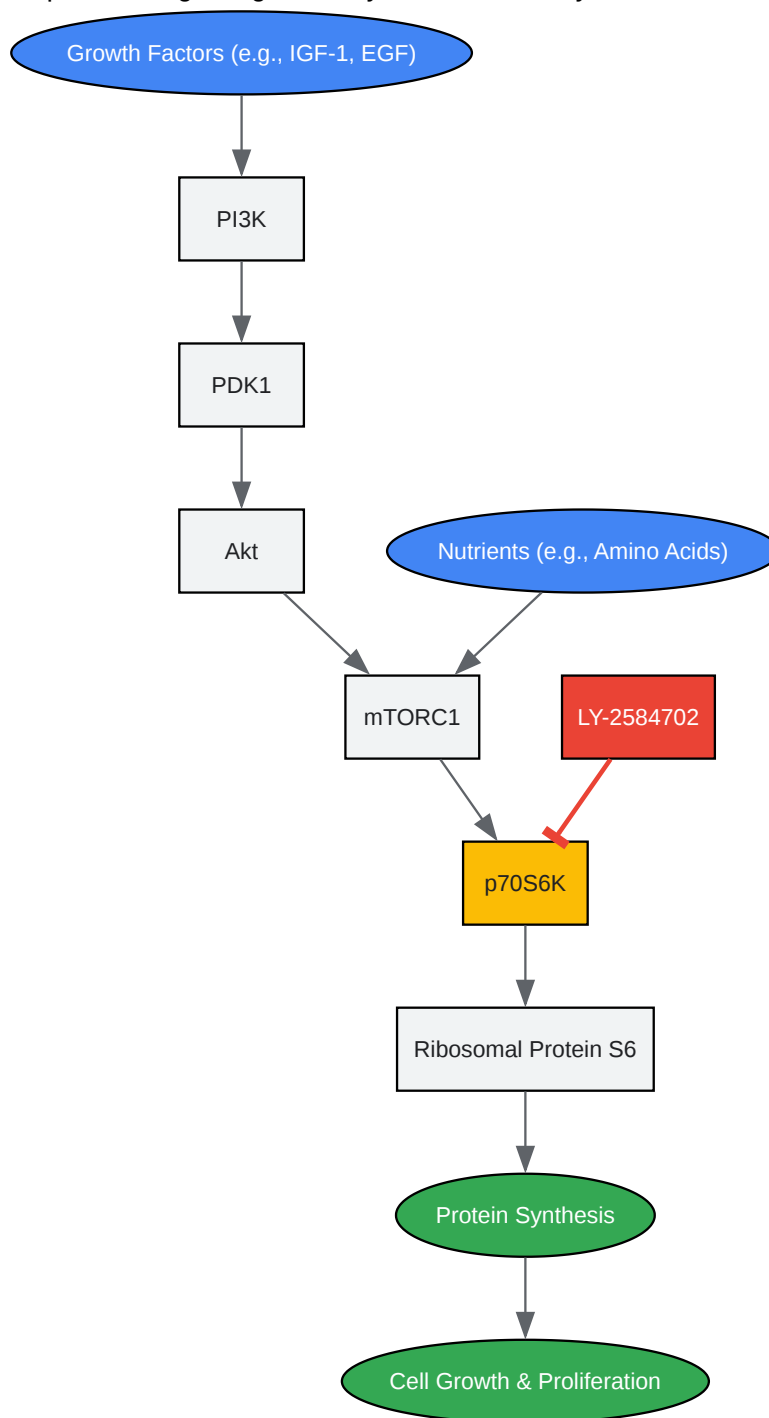 Growth Factors (e.g., IGF-1, EGF)
PI3K
PDK1
Akt
Nutrients (e.g., Amino Acids)
mTORC1
LY-2584702
p70S6K
Ribosomal Protein S6
Protein Synthesis
Cell Growth & Proliferation